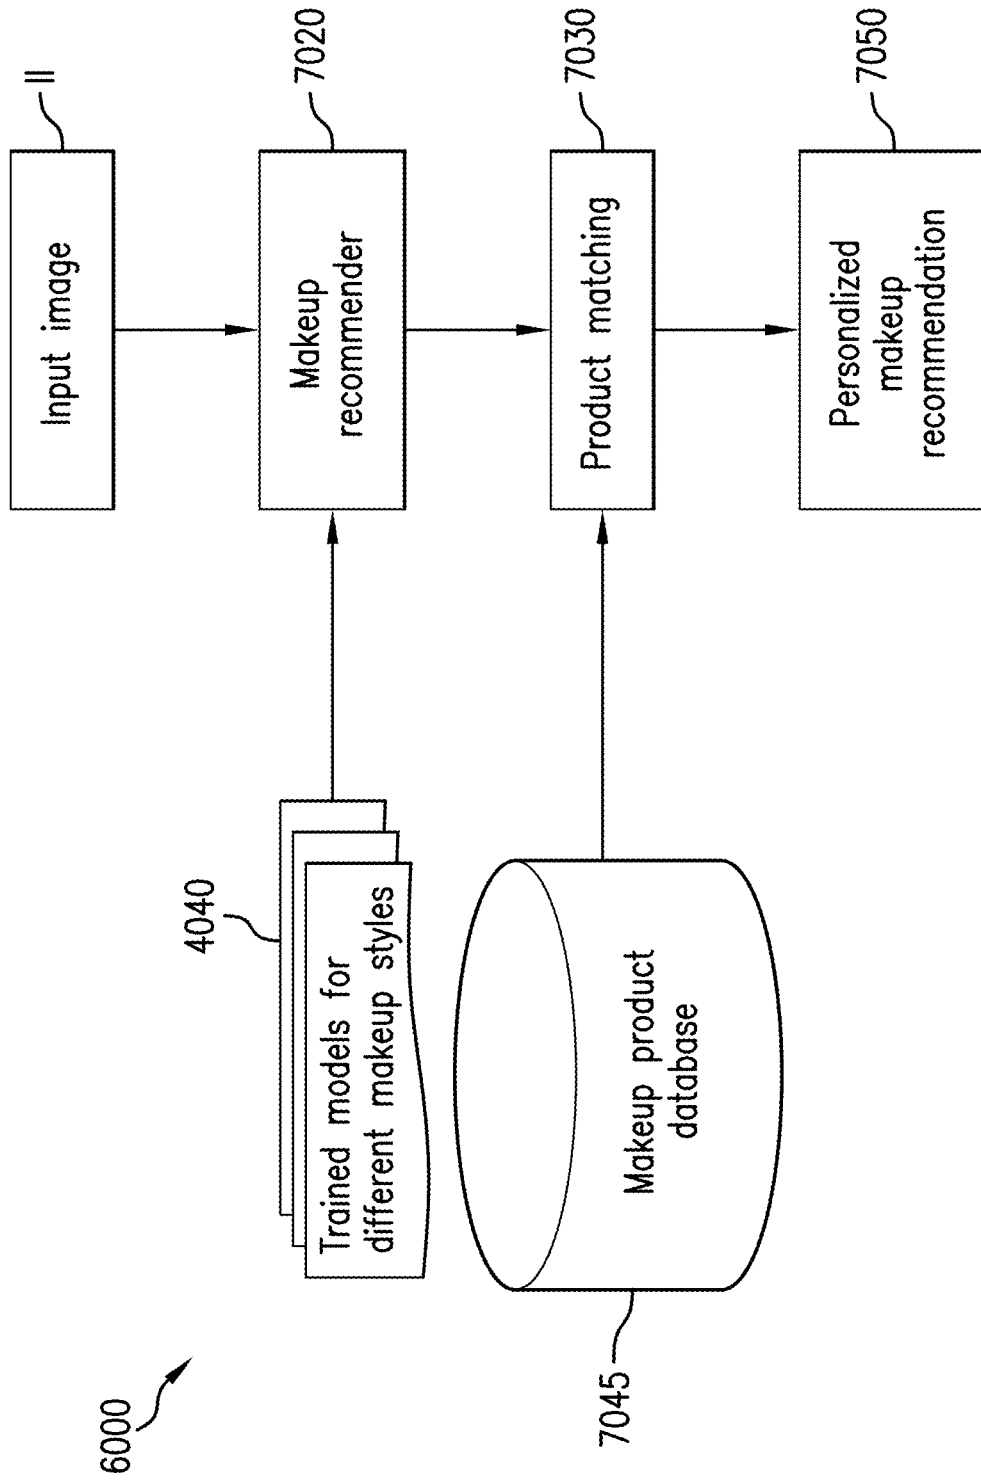 6000
Input image
II
4040
Trained models for
different makeup styles
Makeup
recommender
7020
7045
Makeup product
database
Product matching
7030
Personalized
makeup
recommendation
7050